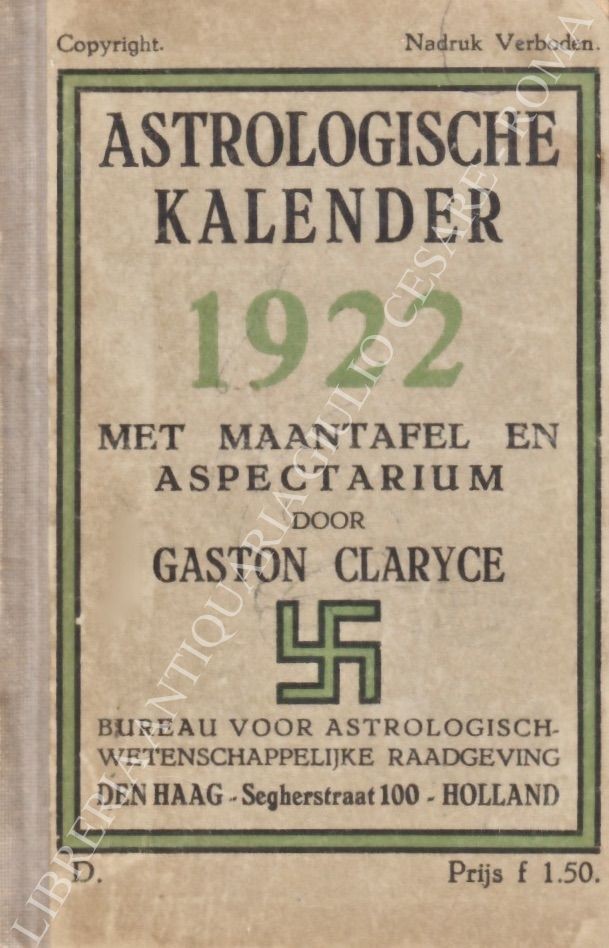 Copyright. Nadruk Verboden.
ASTROLOGISCHE
KALENDER
1922
MET MAANTAFEL EN
ASPECTARIUM
DOOR
GASTON CLARYCE
BUREAU VOOR ASTROLOGISCH-
WETENSCHAPPELIJKE RAADGEVING
DEN HAAG - Segherstraat 100 - HOLLAND
D. Prijs f 1.50.
LIBRERIA ANTIQUARIA GIULIO CESARE - ROMA